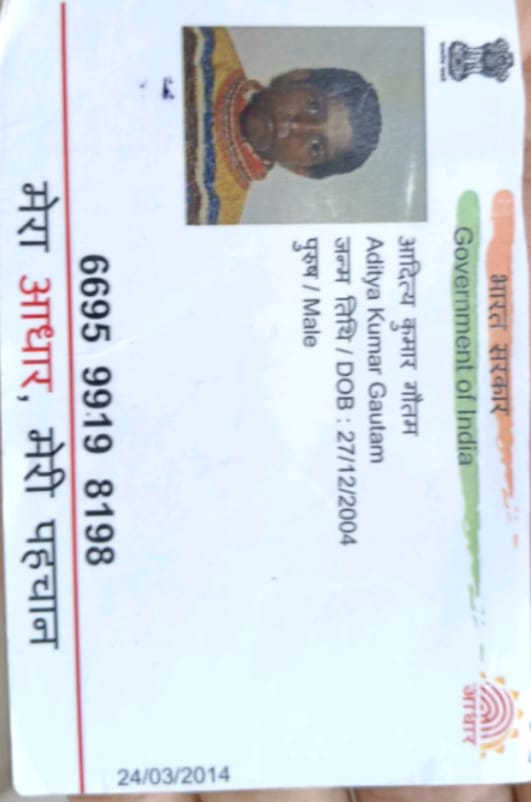 भारत सरकार
Government of India
आदित्य कुमार गौतम
Aditya Kumar Gautam
जन्म तिथि / DOB : 27/12/2004
पुरुष / Male
6695 9919 8198
मेरा आधार, मेरी पहचान
आधार
24/03/2014